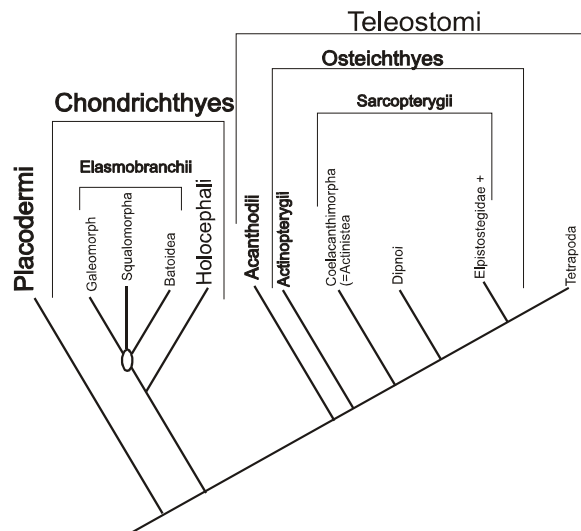 Teleostomi
Osteichthyes
Chondrichthyes
Sarcopterygii
Elasmobranchii
Placodermi
Galeomorph
Squalomorpha
Batoidea
Holocephali
Acanthodii
Actinopterygii
Coelacanthimorpha
(=Actinistea
Dipnoi
Elpistostegidae +
Tetrapoda